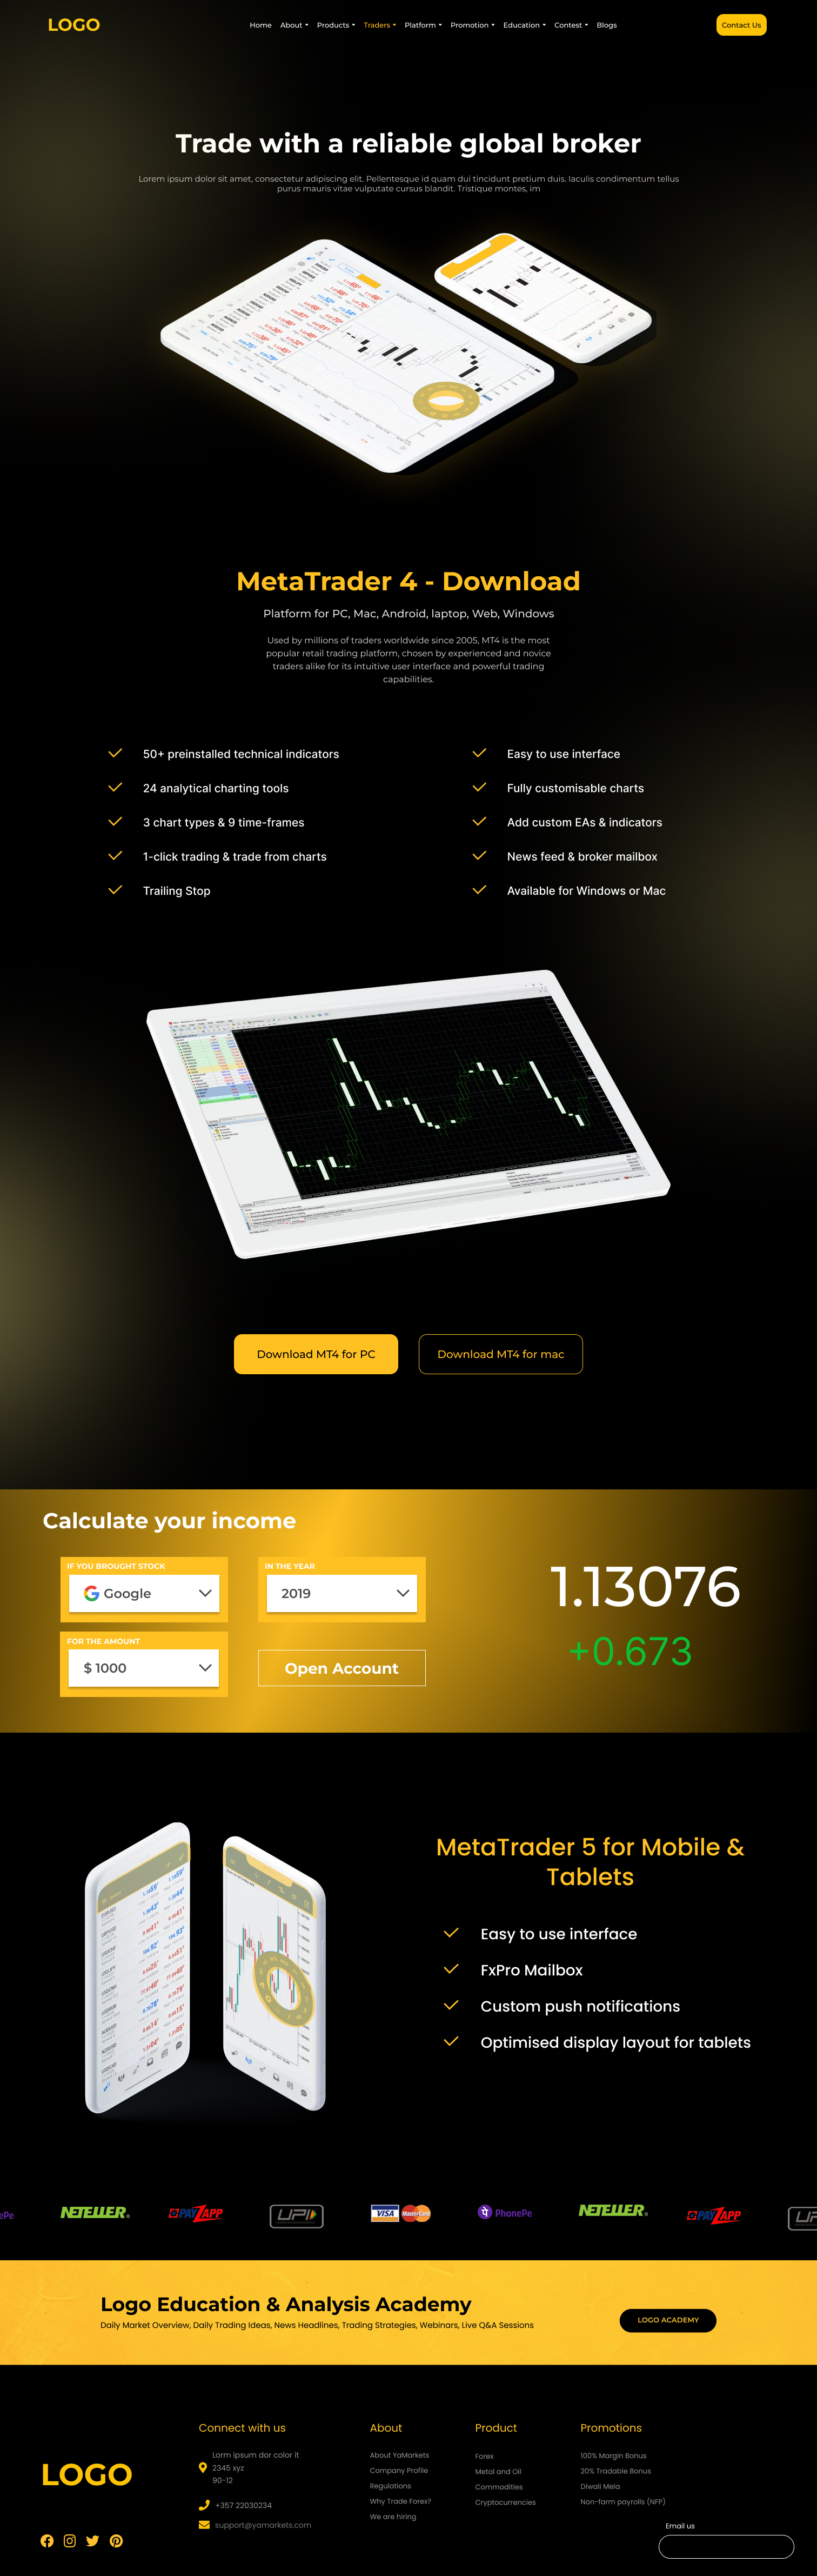 LOGO
Home About Products Traders Platform Promotion Education Contest Blogs
Contact Us
Trade with a reliable global broker
Lorem ipsum dolor sit amet, consectetur adipiscing elit. Pellentesque id quam dui tincidunt pretium duis. Iaculis condimentum tellus
purus mauris vitae vulputate cursus blandit. Tristique montes, im
MetaTrader 4 - Download
Platform for PC, Mac, Android, laptop, Web, Windows
Used by millions of traders worldwide since 2005, MT4 is the most
popular retail trading platform, chosen by experienced and novice
traders alike for its intuitive user interface and powerful trading
capabilities.
50+ preinstalled technical indicators
24 analytical charting tools
3 chart types & 9 time-frames
1-click trading & trade from charts
Trailing Stop
Easy to use interface
Fully customisable charts
Add custom EAs & indicators
News feed & broker mailbox
Available for Windows or Mac
Download MT4 for PC
Download MT4 for mac
Calculate your income
IF YOU BROUGHT STOCK
Google
IN THE YEAR
2019
FOR THE AMOUNT
$ 1000
Open Account
1.13076
+0.673
MetaTrader 5 for Mobile &
Tablets
Easy to use interface
FxPro Mailbox
Custom push notifications
Optimised display layout for tablets
ePe
NETELLER
PAYZAPP
UPI
VISA MasterCard
PhonePe
NETELLER
PAYZAPP
Logo Education & Analysis Academy
Daily Market Overview, Daily Trading Ideas, News Headlines, Trading Strategies, Webinars, Live Q&A Sessions
LOGO ACADEMY
LOGO
Connect with us
Lorm ipsum dor color it
2345 xyz
90-12
+357 22030234
support@yamarkets.com
About
About YaMarkets
Company Profile
Regulations
Why Trade Forex?
We are hiring
Product
Forex
Metal and Oil
Commodities
Cryptocurrencies
Promotions
100% Margin Bonus
20% Tradable Bonus
Diwali Mela
Non-farm payrolls (NFP)
Email us